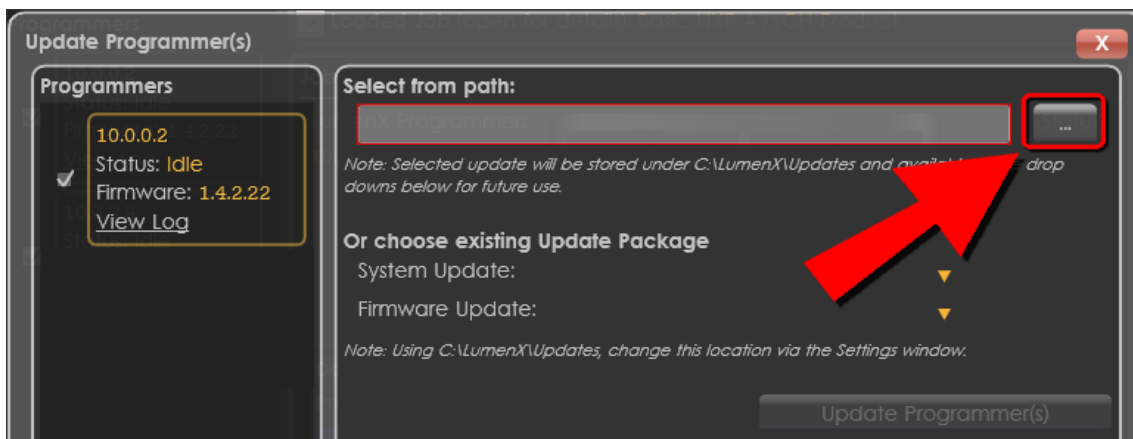 Update Programmer(s)
X
Programmers
10.0.0.2
Status: Idle
Firmware: 1.4.2.22
View Log
Select from path:
...
Note: Selected update will be stored under C:\LumenX\Updates and drop
downs below for future use.
Or choose existing Update Package
System Update:
Firmware Update:
Note: Using C:\LumenX\Updates, change this location via the Settings window.
Update Programmer(s)